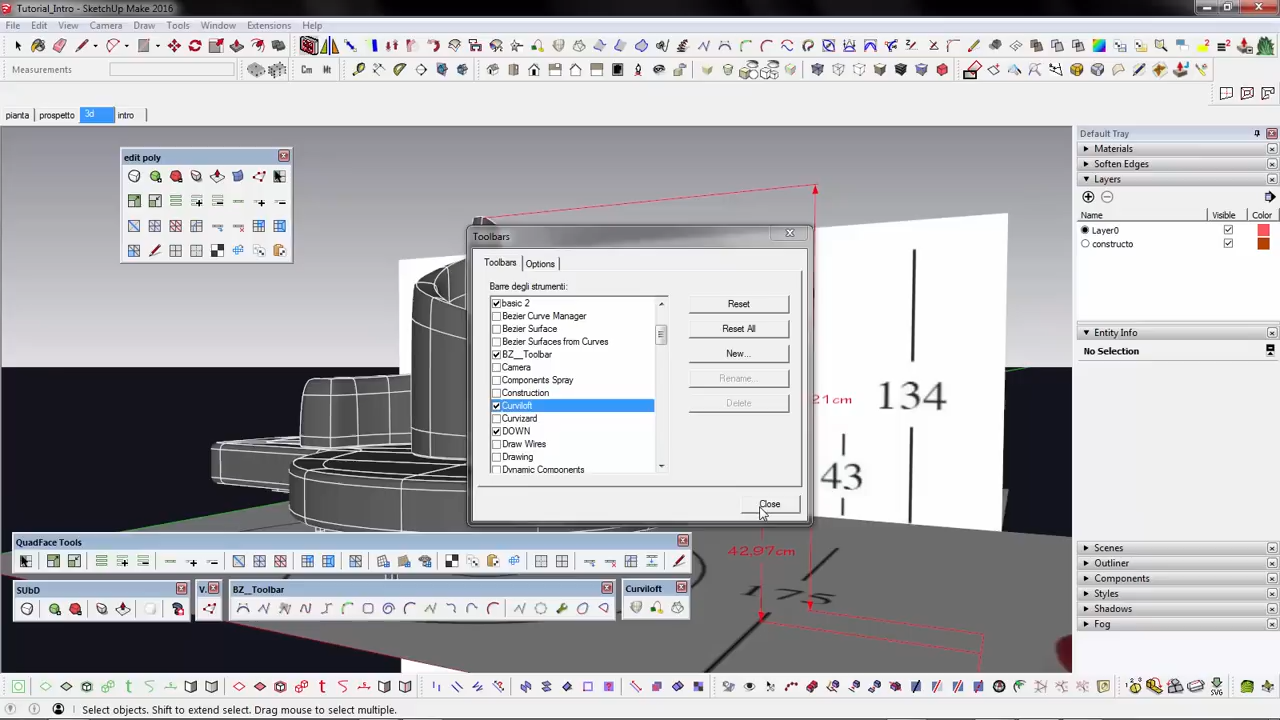 Tutorial_Intro - SketchUp Make 2016
File Edit View Camera Draw Tools Window Extensions Help
Measurements
pianta prospetto 3d intro
edit poly
Toolbars
Toolbars Options
Barre degli strumenti:
basic 2
Bezier Curve Manager
Bezier Surface
Bezier Surfaces from Curves
BZ__Toolbar
Camera
Components Spray
Construction
Curviloft
Curvizard
DOWN
Draw Wires
Drawing
Dynamic Components
Reset
Reset All
New...
Rename...
Delete
Close
21cm
134
43
42,97cm
175
QuadFace Tools
SUbD
V.
BZ__Toolbar
Curviloft
Default Tray
Materials
Soften Edges
Layers
Name Visible Color
Layer0
constructo
Entity Info
No Selection
Scenes
Outliner
Components
Styles
Shadows
Fog
Select objects. Shift to extend select. Drag mouse to select multiple.